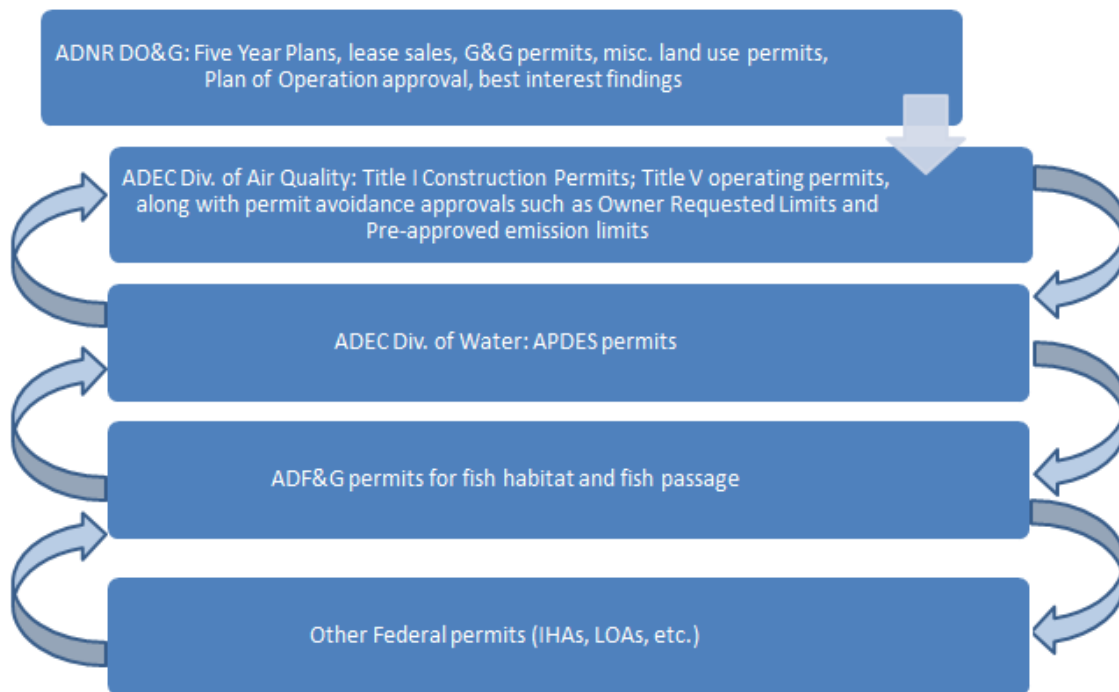 ADNR DO&G: Five Year Plans, lease sales, G&G permits, misc. land use permits,
Plan of Operation approval, best interest findings
ADEC Div. of Air Quality: Title I Construction Permits; Title V operating permits,
along with permit avoidance approvals such as Owner Requested Limits and
Pre-approved emission limits
ADEC Div. of Water: APDES permits
ADF&G permits for fish habitat and fish passage
Other Federal permits (IHAs, LOAs, etc.)